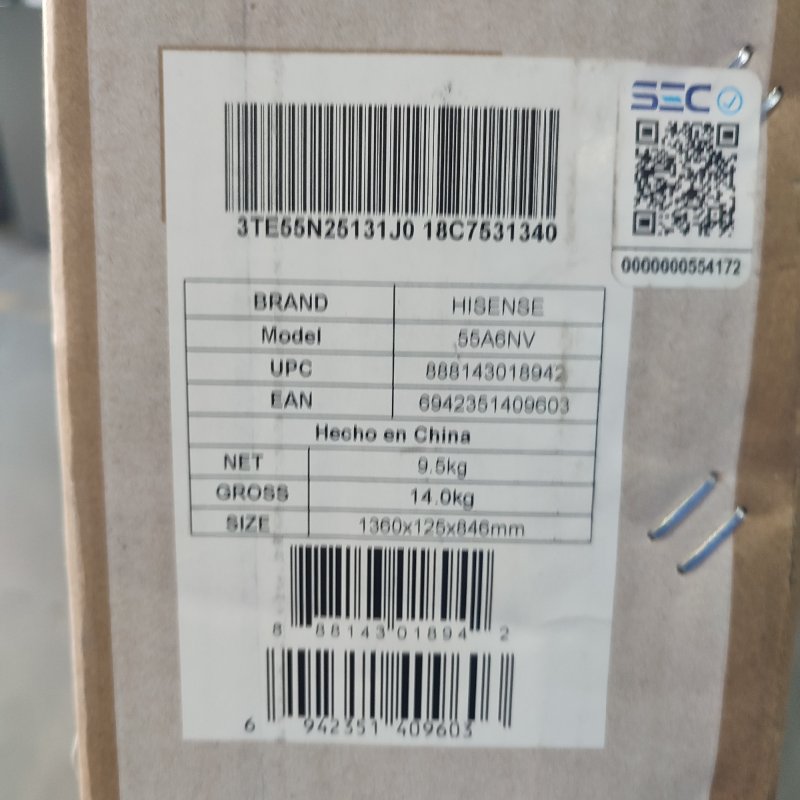 SEC
3TE55N25131J0 18C7531340
0000000554172
BRAND HISENSE
Model 55A6NV
UPC 888143018942
EAN 6942351409603
Hecho en China
NET 9.5kg
GROSS 14.0kg
SIZE 1360x125x846mm
8 88143 01894 2
6 942351 409603